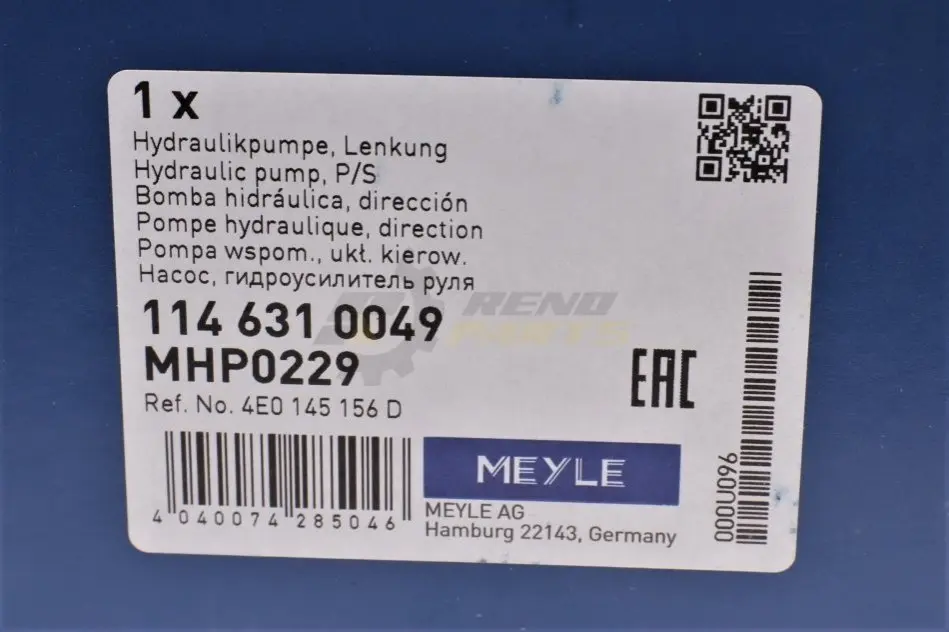 1 x
Hydraulikpumpe, Lenkung
Hydraulic pump, P/S
Bomba hidráulica, dirección
Pompe hydraulique, direction
Pompa wspom., ukł. kierow.
Насос, гидроусилитель руля
RENO
PARTS
114 631 0049
MHP0229
EAC
Ref. No. 4E0 145 156 D
MEYLE
4 040074 285046
MEYLE AG
Hamburg 22143, Germany
000U096